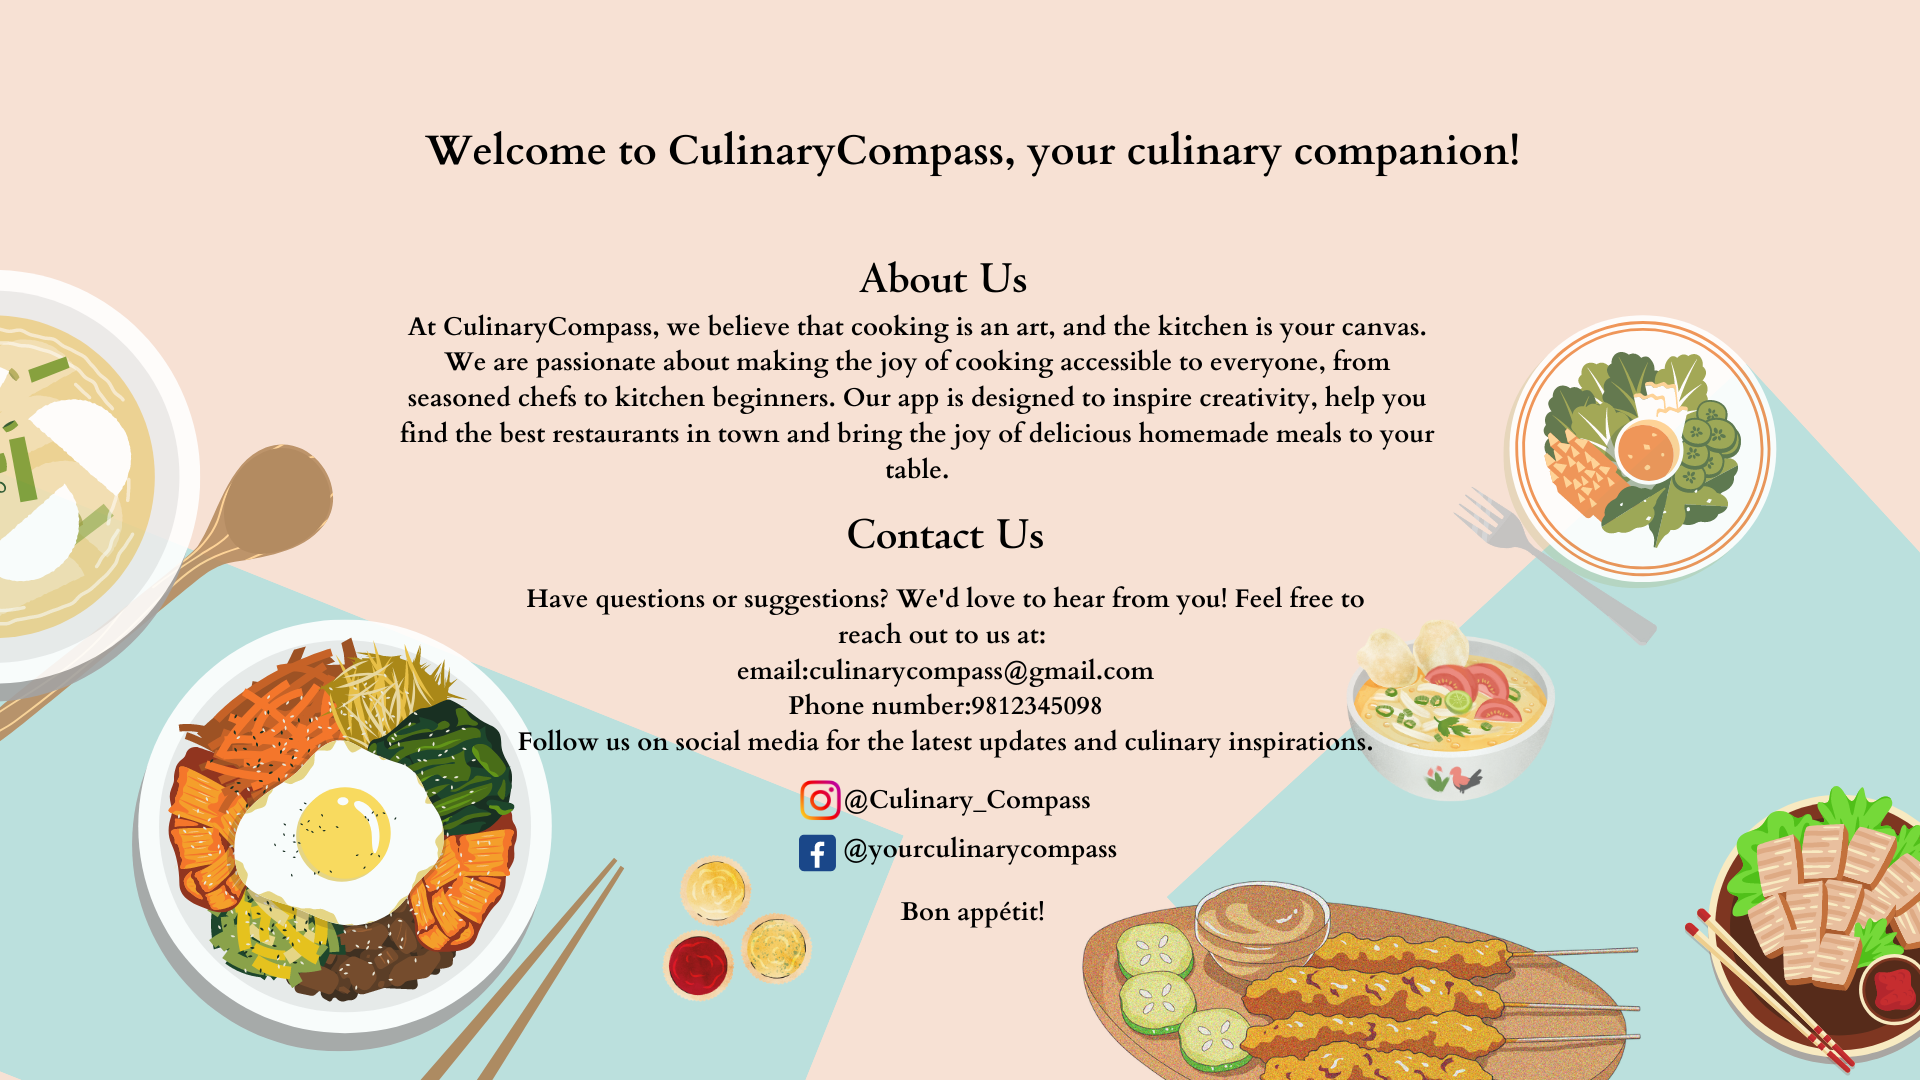 Welcome to CulinaryCompass, your culinary companion!
About Us
At CulinaryCompass, we believe that cooking is an art, and the kitchen is your canvas.
We are passionate about making the joy of cooking accessible to everyone, from
seasoned chefs to kitchen beginners. Our app is designed to inspire creativity, help you
find the best restaurants in town and bring the joy of delicious homemade meals to your
table.
Contact Us
Have questions or suggestions? We'd love to hear from you! Feel free to
reach out to us at:
email:culinarycompass@gmail.com
Phone number:9812345098
Follow us on social media for the latest updates and culinary inspirations.
@Culinary_Compass
@yourculinarycompass
Bon appétit!